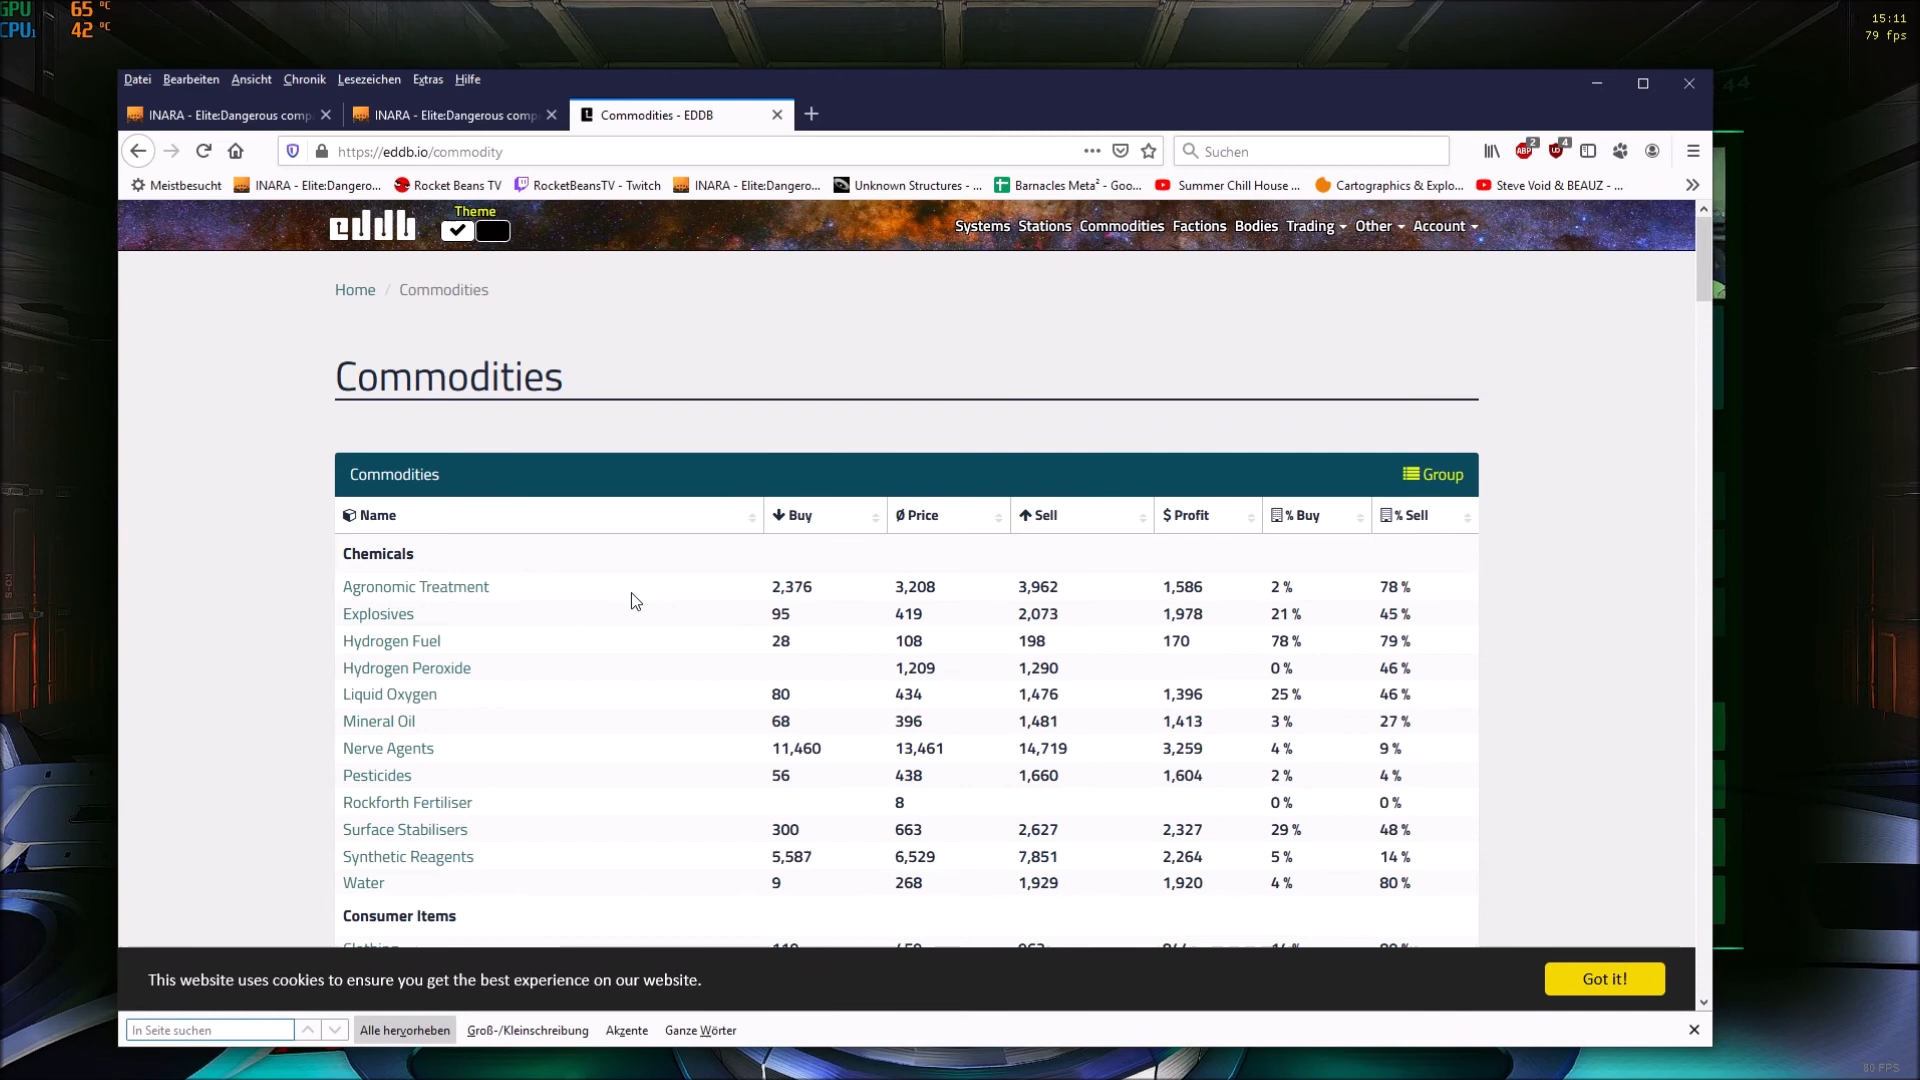 GPU 65 °C
CPU1 42 °C
15:11
79 fps
Datei Bearbeiten Ansicht Chronik Lesezeichen Extras Hilfe
INARA - Elite:Dangerous comp
INARA - Elite:Dangerous comp
Commodities - EDDB
https://eddb.io/commodity
Suchen
2
4
Meistbesucht
INARA - Elite:Dangero...
Rocket Beans TV
RocketBeansTV - Twitch
INARA - Elite:Dangero...
Unknown Structures - ...
Barnacles Meta² - Goo...
Summer Chill House ...
Cartographics & Explo...
Steve Void & BEAUZ - ...
eddb
Theme
Systems Stations Commodities Factions Bodies Trading Other Account
Home / Commodities
Commodities
Commodities
Group
Name Buy Ø Price Sell $ Profit % Buy % Sell
Chemicals
Agronomic Treatment 2,376 3,208 3,962 1,586 2 % 78 %
Explosives 95 419 2,073 1,978 21 % 45 %
Hydrogen Fuel 28 108 198 170 78 % 79 %
Hydrogen Peroxide 1,209 1,290 0 % 46 %
Liquid Oxygen 80 434 1,476 1,396 25 % 46 %
Mineral Oil 68 396 1,481 1,413 3 % 27 %
Nerve Agents 11,460 13,461 14,719 3,259 4 % 9 %
Pesticides 56 438 1,660 1,604 2 % 4 %
Rockforth Fertiliser 8 0 % 0 %
Surface Stabilisers 300 663 2,627 2,327 29 % 48 %
Synthetic Reagents 5,587 6,529 7,851 2,264 5 % 14 %
Water 9 268 1,929 1,920 4 % 80 %
Consumer Items
This website uses cookies to ensure you get the best experience on our website.
Got it!
In Seite suchen
Alle hervorheben Groß-/Kleinschreibung Akzente Ganze Wörter
80 FPS